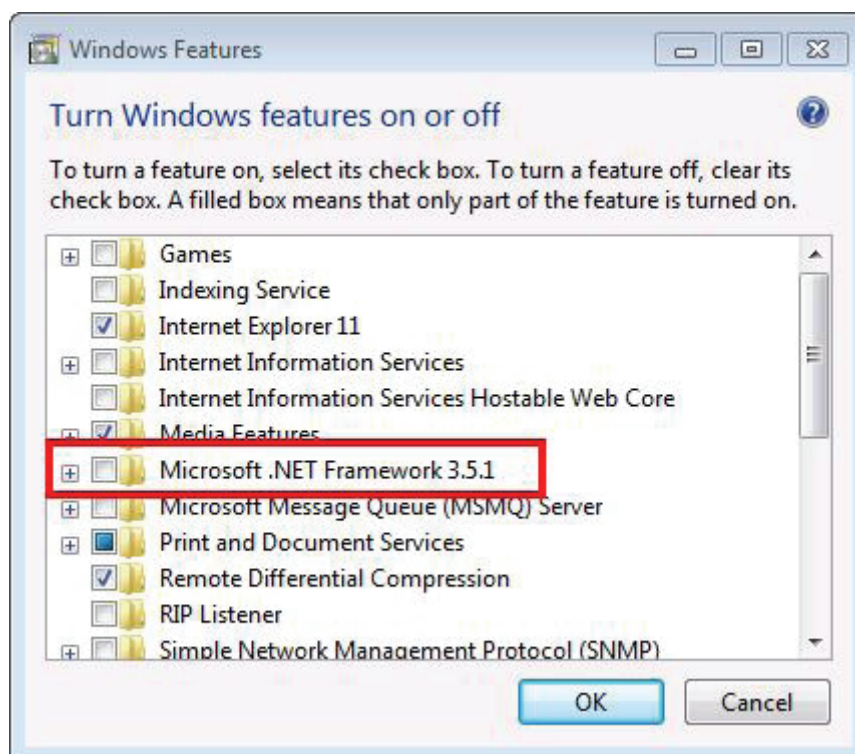 Windows Features
Turn Windows features on or off
To turn a feature on, select its check box. To turn a feature off, clear its
check box. A filled box means that only part of the feature is turned on.
Games
Indexing Service
Internet Explorer 11
Internet Information Services
Internet Information Services Hostable Web Core
Media Features
Microsoft .NET Framework 3.5.1
Microsoft Message Queue (MSMQ) Server
Print and Document Services
Remote Differential Compression
RIP Listener
Simple Network Management Protocol (SNMP)
OK Cancel